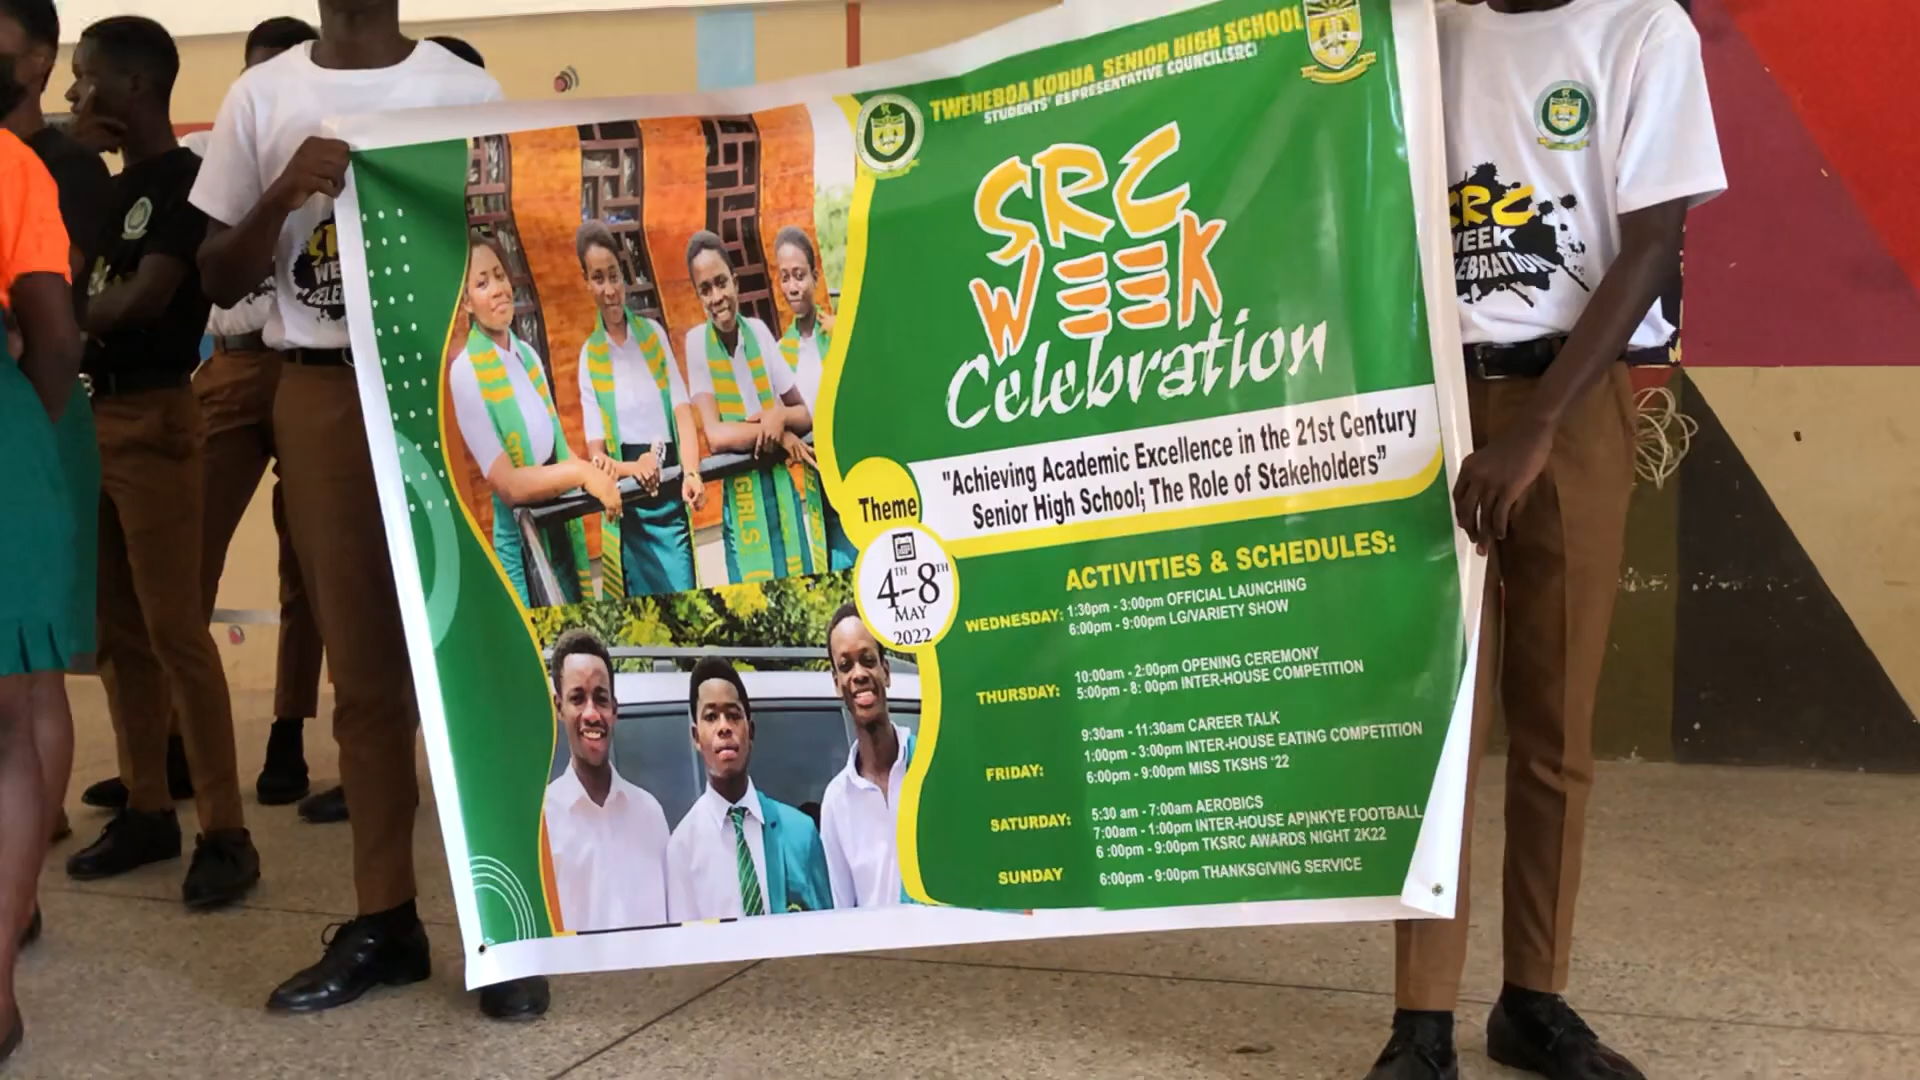 TWENEBOA KODUA SENIOR HIGH SCHOOL
STUDENTS' REPRESENTATIVE COUNCIL(SRC)
SRC
WEEK
Celebration
Theme
"Achieving Academic Excellence in the 21st Century
Senior High School; The Role of Stakeholders"
4TH-8TH
MAY
2022
ACTIVITIES & SCHEDULES:
WEDNESDAY: 1:30pm - 3:00pm OFFICIAL LAUNCHING
6:00pm - 9:00pm LG/VARIETY SHOW
THURSDAY: 10:00am - 2:00pm OPENING CEREMONY
5:00pm - 8: 00pm INTER-HOUSE COMPETITION
FRIDAY: 9:30am - 11:30am CAREER TALK
1:00pm - 3:00pm INTER-HOUSE EATING COMPETITION
6:00pm - 9:00pm MISS TKSHS '22
SATURDAY: 5:30 am - 7:00am AEROBICS
7:00am - 1:00pm INTER-HOUSE AP)NKYE FOOTBALL
6 :00pm - 9:00pm TKSRC AWARDS NIGHT 2K22
SUNDAY 6:00pm - 9:00pm THANKSGIVING SERVICE
GIRLS'
SRC
WEEK
EBRATION
WE
CELE